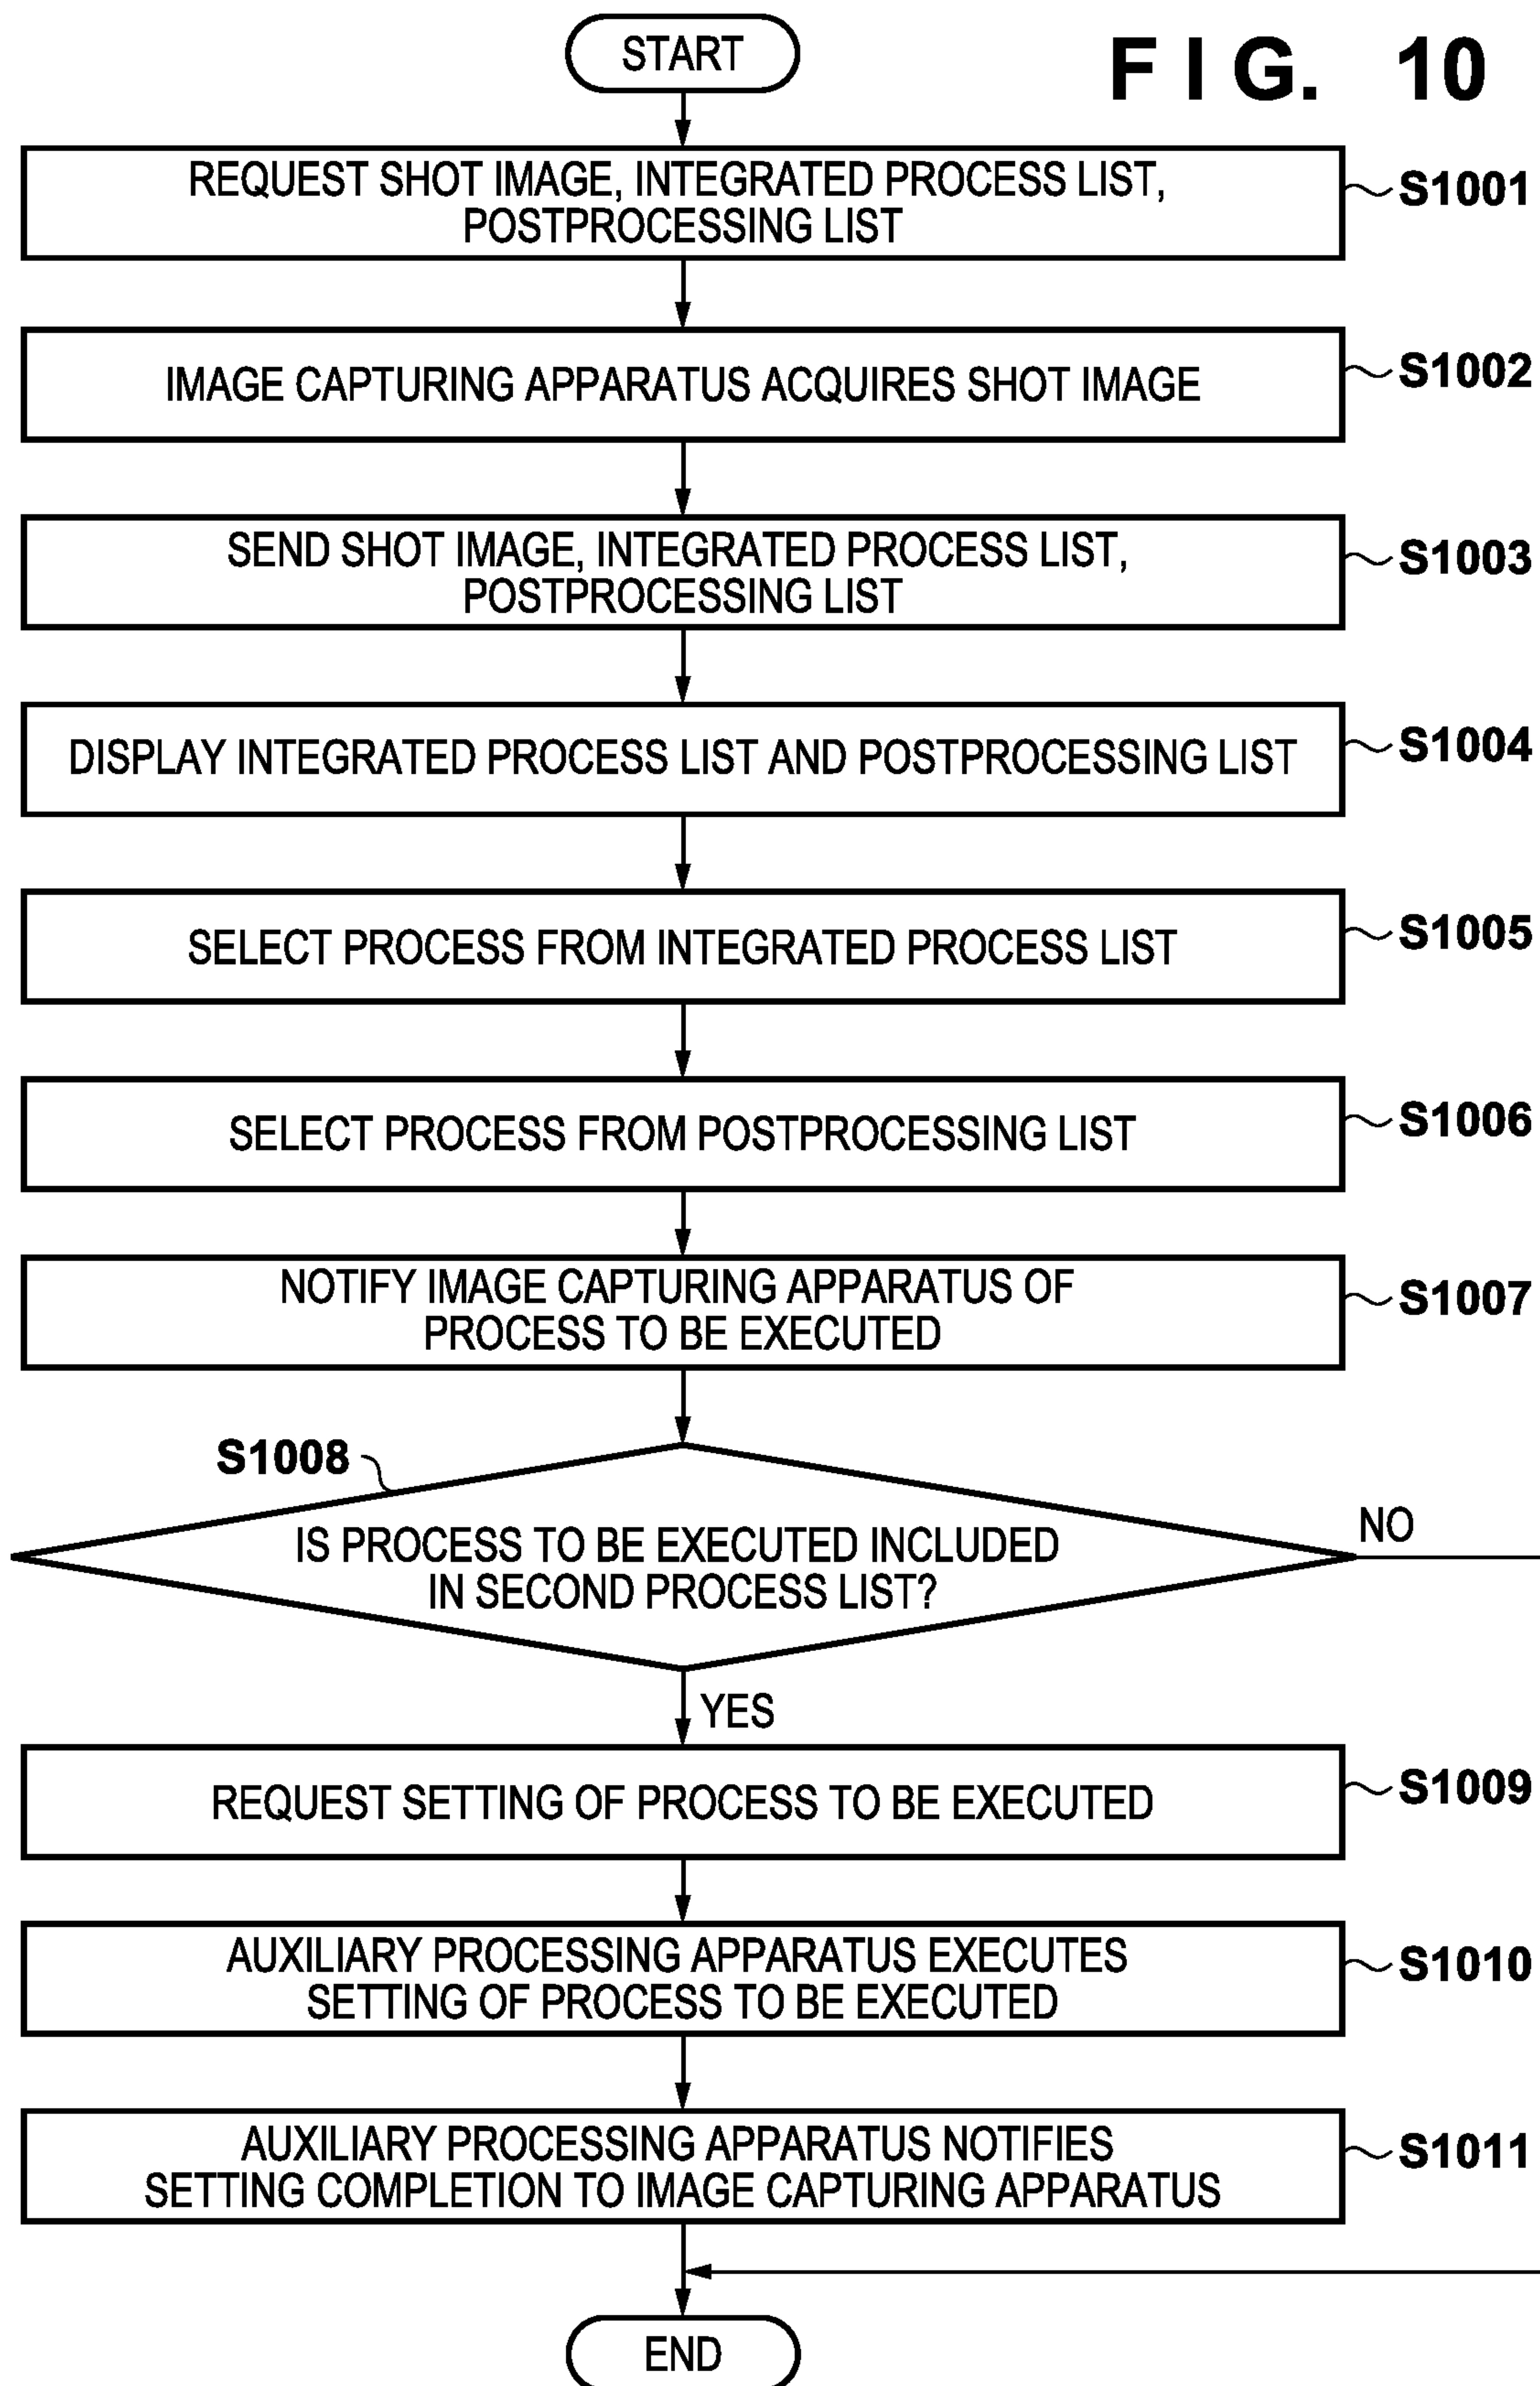 START
FIG. 10
REQUEST SHOT IMAGE, INTEGRATED PROCESS LIST,
POSTPROCESSING LIST
S1001
IMAGE CAPTURING APPARATUS ACQUIRES SHOT IMAGE
S1002
SEND SHOT IMAGE, INTEGRATED PROCESS LIST,
POSTPROCESSING LIST
S1003
DISPLAY INTEGRATED PROCESS LIST AND POSTPROCESSING LIST
S1004
SELECT PROCESS FROM INTEGRATED PROCESS LIST
S1005
SELECT PROCESS FROM POSTPROCESSING LIST
S1006
NOTIFY IMAGE CAPTURING APPARATUS OF
PROCESS TO BE EXECUTED
S1007
S1008
IS PROCESS TO BE EXECUTED INCLUDED
IN SECOND PROCESS LIST?
NO
YES
REQUEST SETTING OF PROCESS TO BE EXECUTED
S1009
AUXILIARY PROCESSING APPARATUS EXECUTES
SETTING OF PROCESS TO BE EXECUTED
S1010
AUXILIARY PROCESSING APPARATUS NOTIFIES
SETTING COMPLETION TO IMAGE CAPTURING APPARATUS
S1011
END